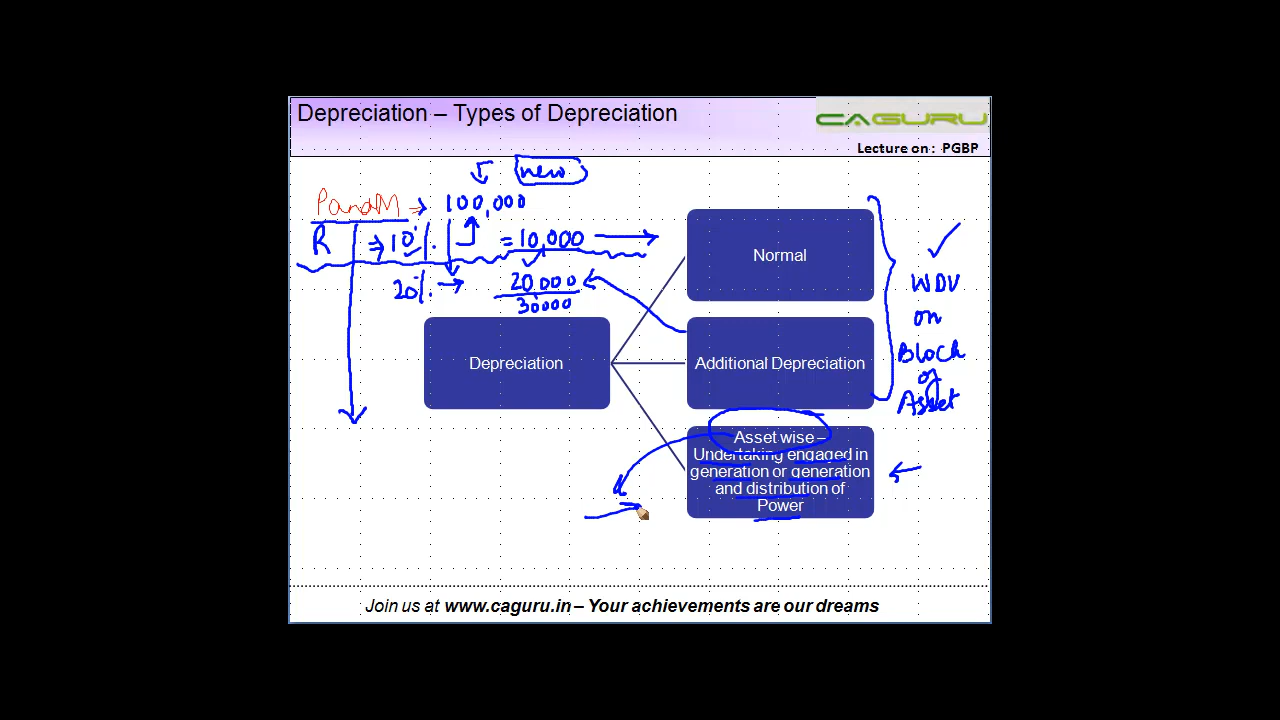 Depreciation – Types of Depreciation
CAGURU
Lecture on : PGBP
new
PandM → 100,000
R ⇒ 10% = 10,000 →
20% → 20,000
30000
Normal
Additional Depreciation
Depreciation
WDV
on
Block
of
Asset
Asset wise –
Undertaking engaged in
generation or generation
and distribution of
Power
Join us at www.caguru.in – Your achievements are our dreams